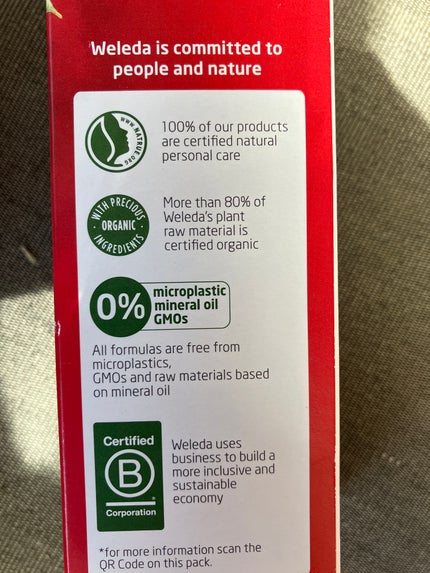 Weleda is committed to
people and nature
WWW.NATRUE.ORG
100% of our products
are certified natural
personal care
WITH PRECIOUS
ORGANIC
INGREDIENTS
More than 80% of
Weleda's plant
raw material is
certified organic
0%
microplastic
mineral oil
GMOs
All formulas are free from
microplastics,
GMOs and raw materials based
on mineral oil
Certified
B
Corporation
Weleda uses
business to build a
more inclusive and
sustainable
economy
*for more information scan the
QR Code on this pack.